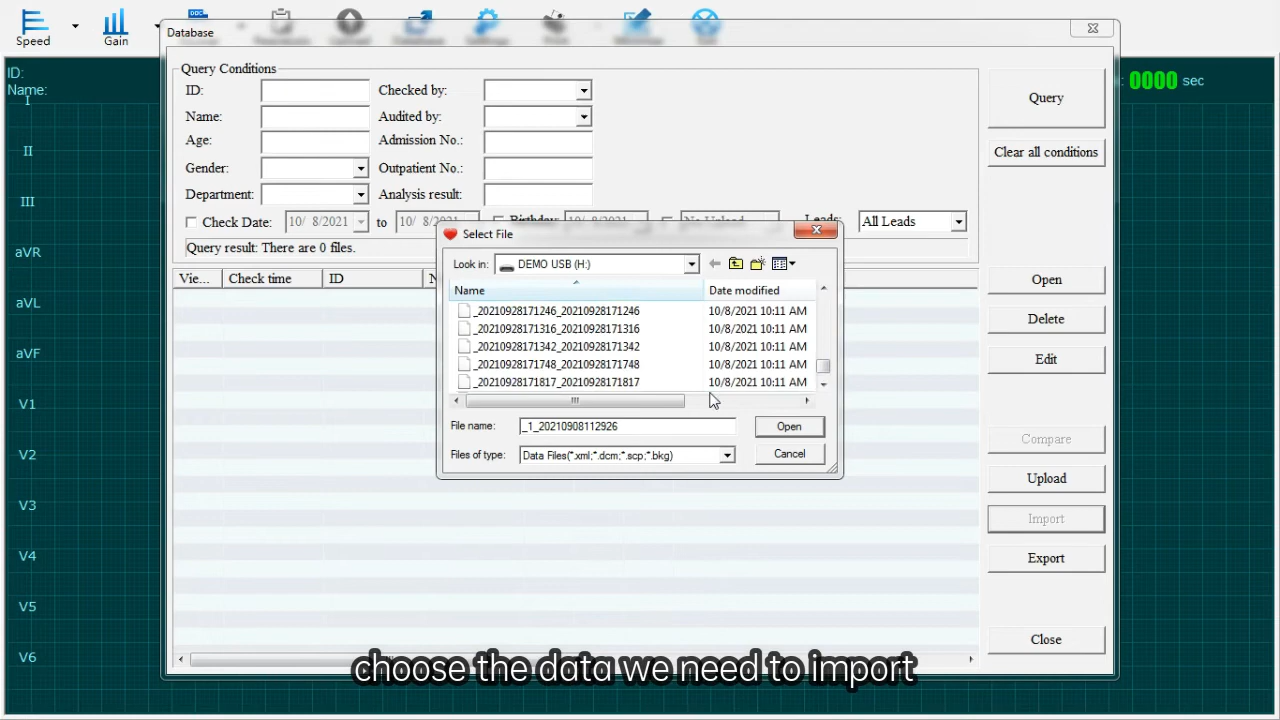 Speed
Gain
DOC
Database
ID:
Name:
0000 sec
I
II
III
aVR
aVL
aVF
V1
V2
V3
V4
V5
V6
Query Conditions
ID:
Checked by:
Name:
Audited by:
Age:
Admission No.:
Gender:
Outpatient No.:
Department:
Analysis result:
Check Date: 10/ 8/2021 to 10/ 8/2021
Birthday: 10/ 8/2021
No Upload
Leads: All Leads
Query result: There are 0 files.
Vie... Check time ID N
Query
Clear all conditions
Open
Delete
Edit
Compare
Upload
Import
Export
Close
Select File
Look in: DEMO USB (H:)
Name Date modified
_20210928171246_20210928171246 10/8/2021 10:11 AM
_20210928171316_20210928171316 10/8/2021 10:11 AM
_20210928171342_20210928171342 10/8/2021 10:11 AM
_20210928171748_20210928171748 10/8/2021 10:11 AM
_20210928171817_20210928171817 10/8/2021 10:11 AM
File name: _1_20210908112926
Open
Files of type: Data Files(*.xml;*.dcm;*.scp;*.bkg)
Cancel
choose the data we need to import